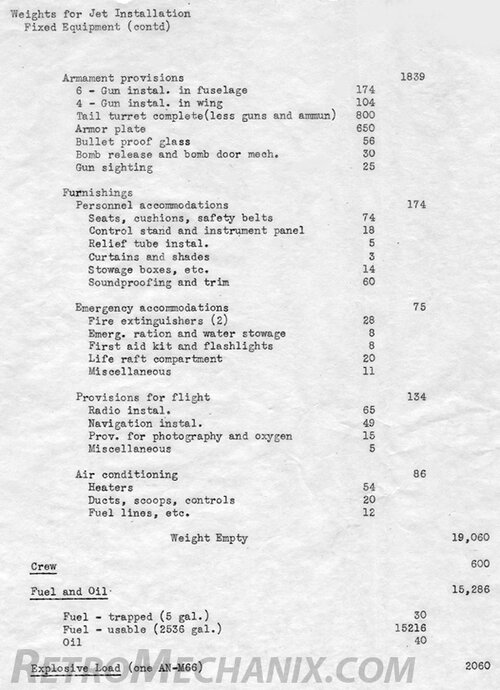 Weights for Jet Installation
Fixed Equipment (contd)
Armament provisions 1839
6 - Gun instal. in fuselage 174
4 - Gun instal. in wing 104
Tail turret complete(less guns and ammun) 800
Armor plate 650
Bullet proof glass 56
Bomb release and bomb door mech. 30
Gun sighting 25
Furnishings
Personnel accommodations 174
Seats, cushions, safety belts 74
Control stand and instrument panel 18
Relief tube instal. 5
Curtains and shades 3
Stowage boxes, etc. 14
Soundproofing and trim 60
Emergency accommodations 75
Fire extinguishers (2) 28
Emerg. ration and water stowage 8
First aid kit and flashlights 8
Life raft compartment 20
Miscellaneous 11
Provisions for flight 134
Radio instal. 65
Navigation instal. 49
Prov. for photography and oxygen 15
Miscellaneous 5
Air conditioning 86
Heaters 54
Ducts, scoops, controls 20
Fuel lines, etc. 12
Weight Empty 19,060
Crew 600
Fuel and Oil 15,286
Fuel - trapped (5 gal.) 30
Fuel - usable (2536 gal.) 15216
Oil 40
Explosive Load (one AN-M66) 2060
RETROMECHANIX.COM